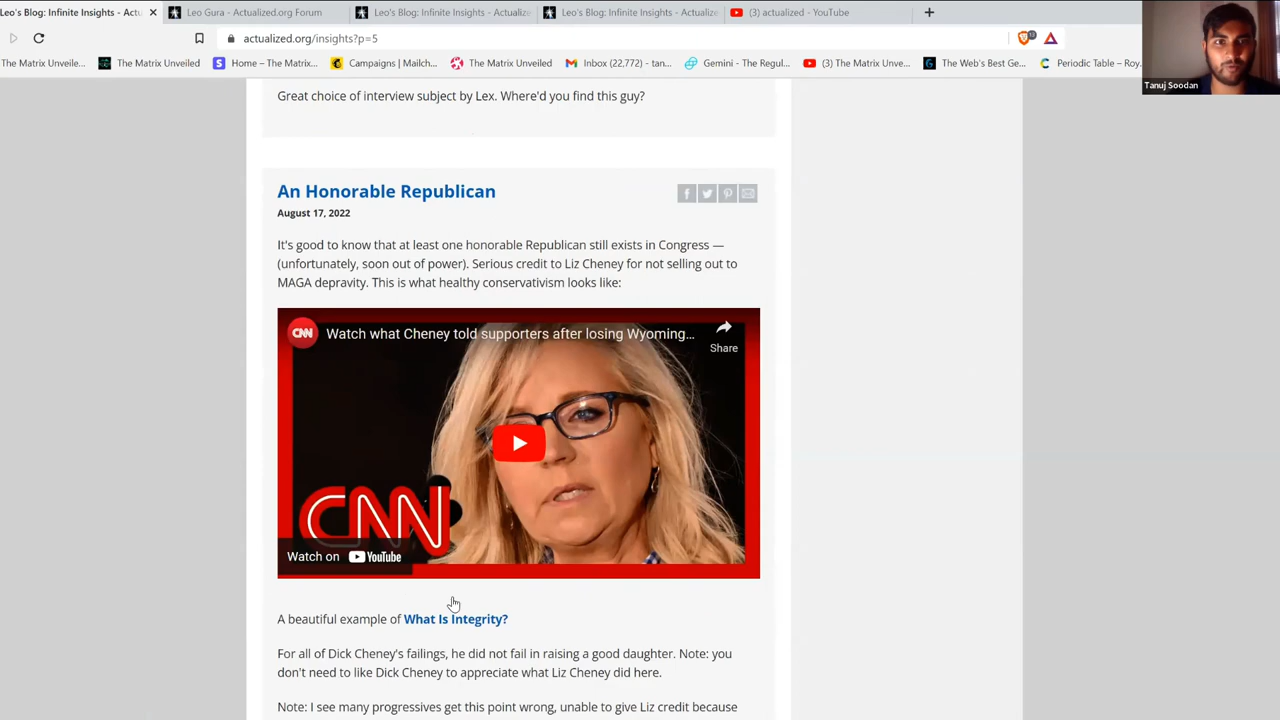 Leo's Blog: Infinite Insights - Actu
Leo Gura - Actualized.org Forum
Leo's Blog: Infinite Insights - Actualize
Leo's Blog: Infinite Insights - Actualize
(3) actualized - YouTube
actualized.org/insights?p=5
The Matrix Unveile...
The Matrix Unveiled
Home – The Matrix...
Campaigns | Mailch...
The Matrix Unveiled
Inbox (22,772) - tan...
Gemini - The Regul...
(3) The Matrix Unve...
The Web's Best Ge...
Periodic Table – Roy...
Tanuj Soodan
Great choice of interview subject by Lex. Where'd you find this guy?
An Honorable Republican
August 17, 2022
It's good to know that at least one honorable Republican still exists in Congress —
(unfortunately, soon out of power). Serious credit to Liz Cheney for not selling out to
MAGA depravity. This is what healthy conservativism looks like:
CNN
Watch what Cheney told supporters after losing Wyoming...
Share
CNN
Watch on YouTube
A beautiful example of What Is Integrity?
For all of Dick Cheney's failings, he did not fail in raising a good daughter. Note: you
don't need to like Dick Cheney to appreciate what Liz Cheney did here.
Note: I see many progressives get this point wrong, unable to give Liz credit because